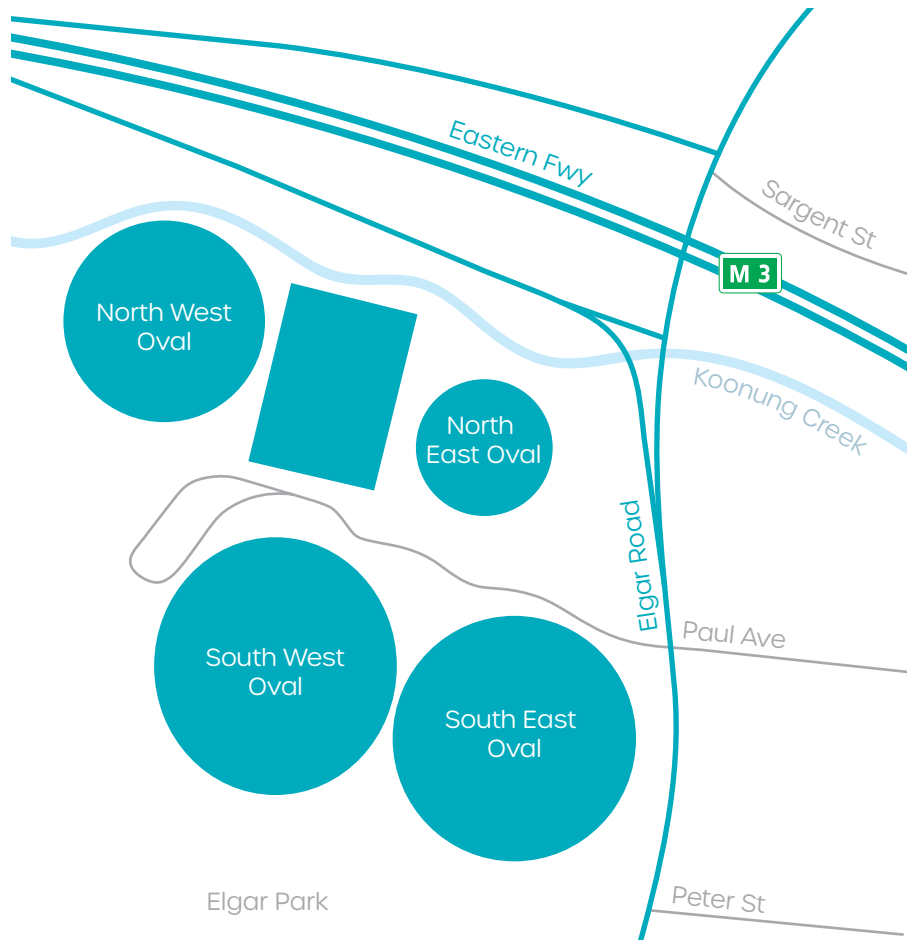 Eastern Fwy
Sargent St
M 3
North West
Oval
Koonung Creek
North
East Oval
Elgar Road
Paul Ave
South West
Oval
South East
Oval
Elgar Park
Peter St